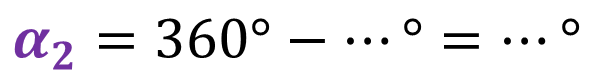 α₂ = 360° − ⋯° = ⋯°